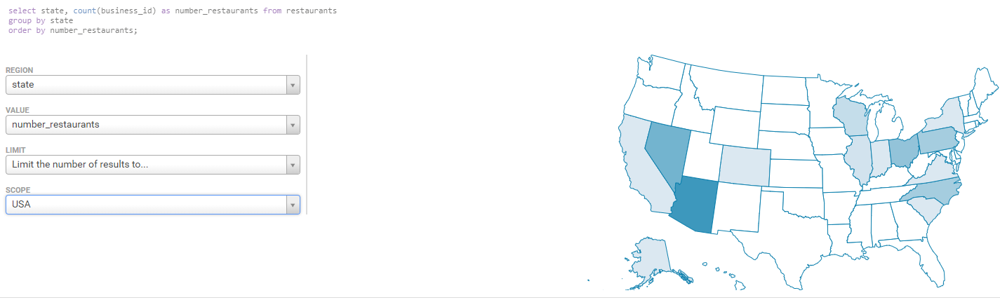 select state, count(business_id) as number_restaurants from restaurants
group by state
order by number_restaurants;
REGION
state
VALUE
number_restaurants
LIMIT
Limit the number of results to...
SCOPE
USA